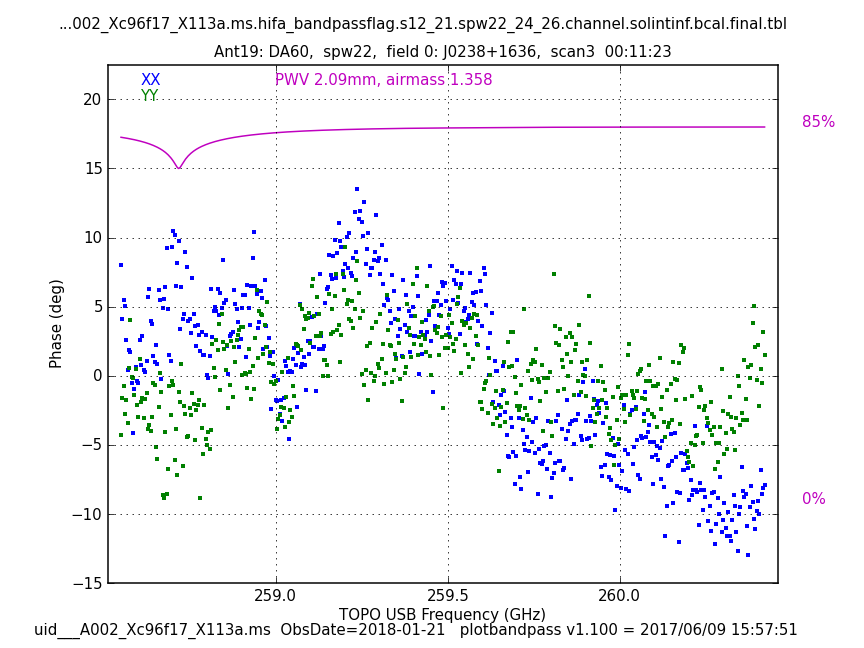 ...002_Xc96f17_X113a.ms.hifa_bandpassflag.s12_21.spw22_24_26.channel.solintinf.bcal.final.tbl
Ant19: DA60,  spw22,  field 0: J0238+1636,  scan3  00:11:23
XX
PWV 2.09mm, airmass 1.358
YY
20
85%
15
10
5
0
−5
−10
0%
−15
Phase (deg)
259.0
259.5
260.0
TOPO USB Frequency (GHz)
uid___A002_Xc96f17_X113a.ms  ObsDate=2018-01-21   plotbandpass v1.100 = 2017/06/09 15:57:51